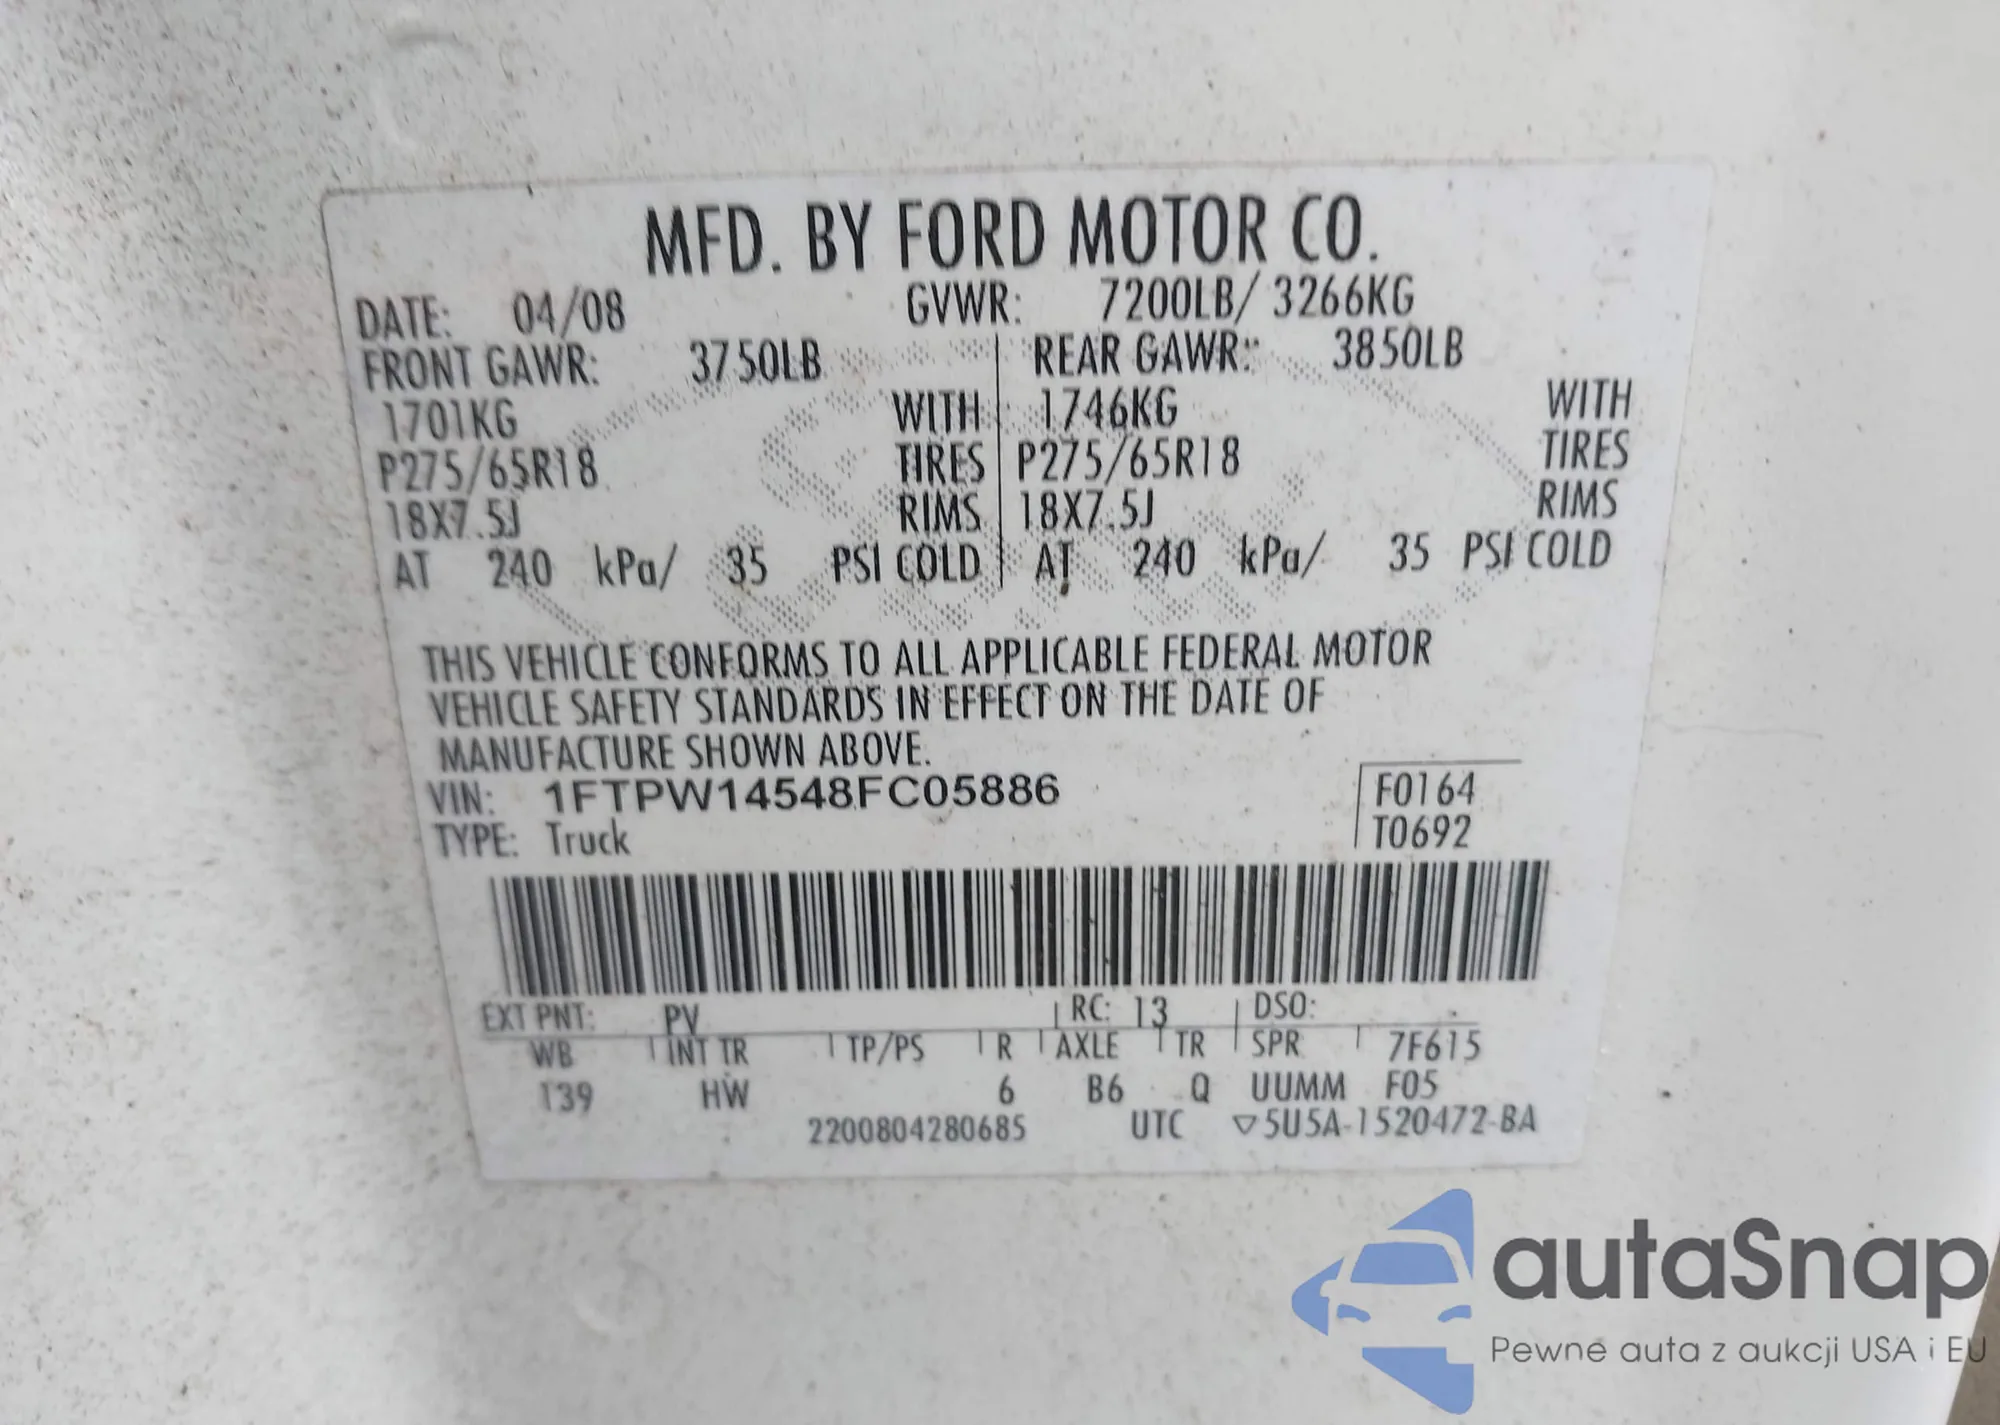 MFD. BY FORD MOTOR CO.
DATE: 04/08 GVWR: 7200LB/ 3266KG
FRONT GAWR: 3750LB REAR GAWR: 3850LB
1701KG WITH 1746KG WITH
P275/65R18 TIRES P275/65R18 TIRES
18X7.5J RIMS 18X7.5J RIMS
AT 240 kPa/ 35 PSI COLD AT 240 kPa/ 35 PSI COLD
THIS VEHICLE CONFORMS TO ALL APPLICABLE FEDERAL MOTOR
VEHICLE SAFETY STANDARDS IN EFFECT ON THE DATE OF
MANUFACTURE SHOWN ABOVE.
VIN: 1FTPW14548FC05886 F0164
TYPE: Truck T0692
EXT PNT: PV RC: 13 DSO:
WB INT TR TP/PS R AXLE TR SPR 7F615
139 HW 6 B6 Q UUMM F05
2200804280685 UTC ▽5U5A-1520472-BA
autaSnap
Pewne auta z aukcji USA i EU